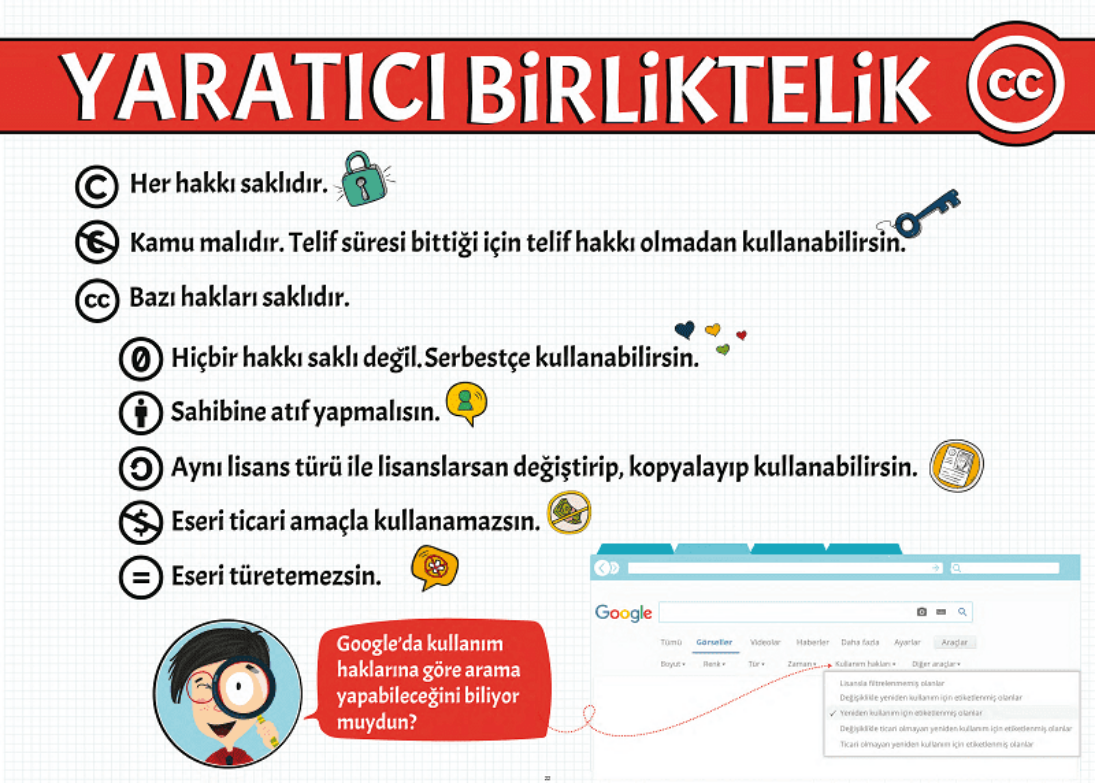 YARATICI BİRLİKTELİK
cc
C Her hakkı saklıdır.
C Kamu malıdır. Telif süresi bittiği için telif hakkı olmadan kullanabilirsin.
cc Bazı hakları saklıdır.
0 Hiçbir hakkı saklı değil. Serbestçe kullanabilirsin.
Sahibine atıf yapmalısın.
Aynı lisans türü ile lisanslarsan değiştirip, kopyalayıp kullanabilirsin.
$ Eseri ticari amaçla kullanamazsın.
= Eseri türetemezsin.
Google'da kullanım
haklarına göre arama
yapabileceğini biliyor
muydun?
Google
Tümü Görseller Videolar Haberler Daha fazla Ayarlar Araçlar
Boyut Renk Tür Zaman Kullanım hakları Diğer araçlar
Lisansla filtrelenmemiş olanlar
Değişiklikle yeniden kullanım için etiketlenmiş olanlar
✓ Yeniden kullanım için etiketlenmiş olanlar
Değişiklikle ticari olmayan yeniden kullanım için etiketlenmiş olanlar
Ticari olmayan yeniden kullanım için etiketlenmiş olanlar
22